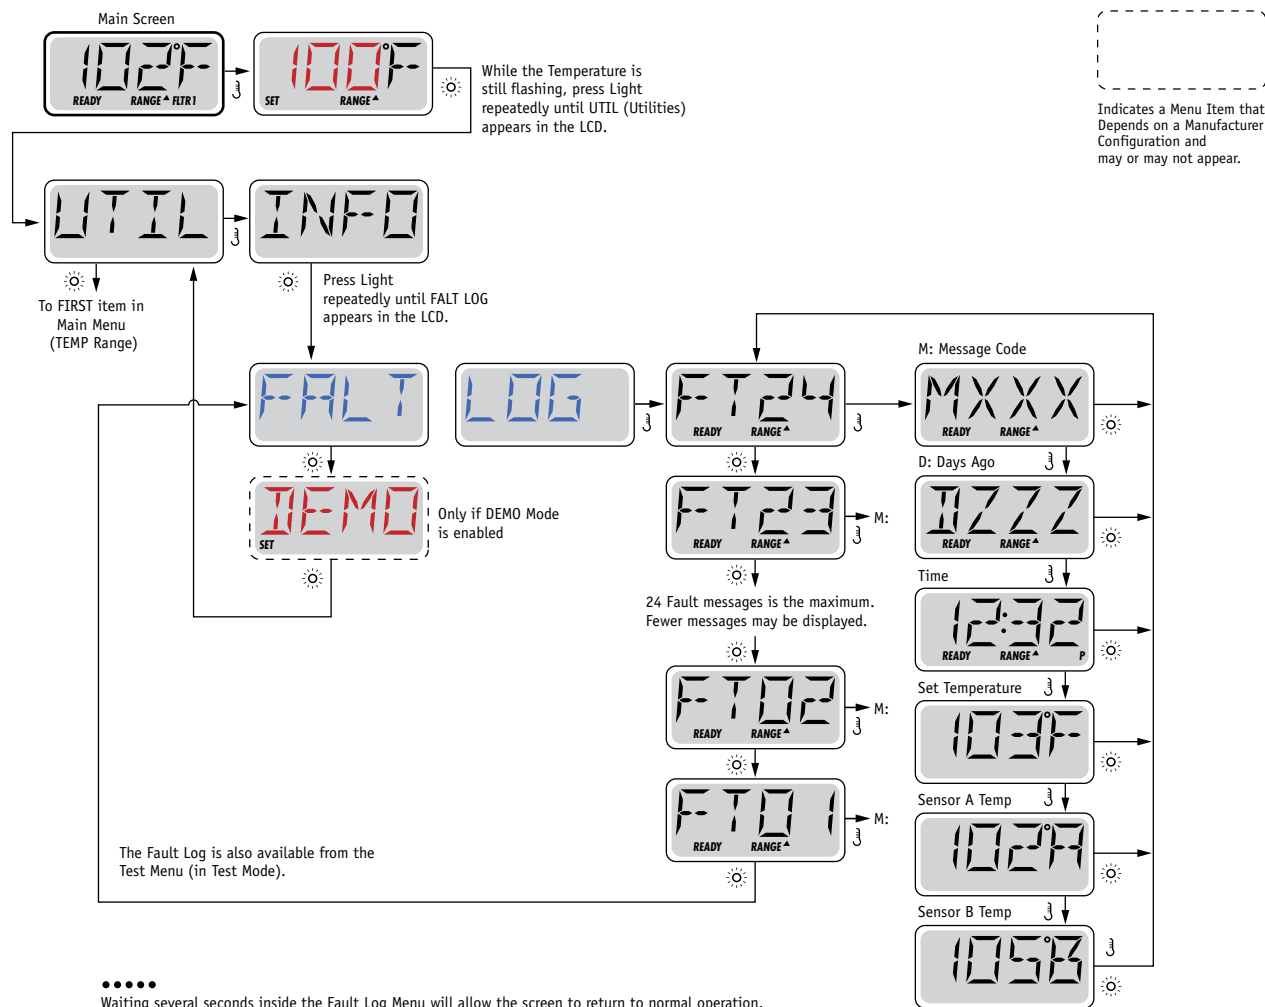 Main Screen
102°F
READY RANGE FLTR1
100°F
SET RANGE
While the Temperature is
still flashing, press Light
repeatedly until UTIL (Utilities)
appears in the LCD.
Indicates a Menu Item that
Depends on a Manufacturer
Configuration and
may or may not appear.
UTIL
INFO
To FIRST item in
Main Menu
(TEMP Range)
Press Light
repeatedly until FALT LOG
appears in the LCD.
FALT
LOG
FT24
READY RANGE
M: Message Code
MXXX
READY RANGE
DEMO
SET
Only if DEMO Mode
is enabled
FT23
READY RANGE
M:
D: Days Ago
DZZZ
READY RANGE
24 Fault messages is the maximum.
Fewer messages may be displayed.
Time
12:32
READY RANGE P
FT02
READY RANGE
M:
Set Temperature
103°F
FT01
READY RANGE
M:
Sensor A Temp
102°A
The Fault Log is also available from the
Test Menu (in Test Mode).
Sensor B Temp
105°B
Waiting several seconds inside the Fault Log Menu will allow the screen to return to normal operation.